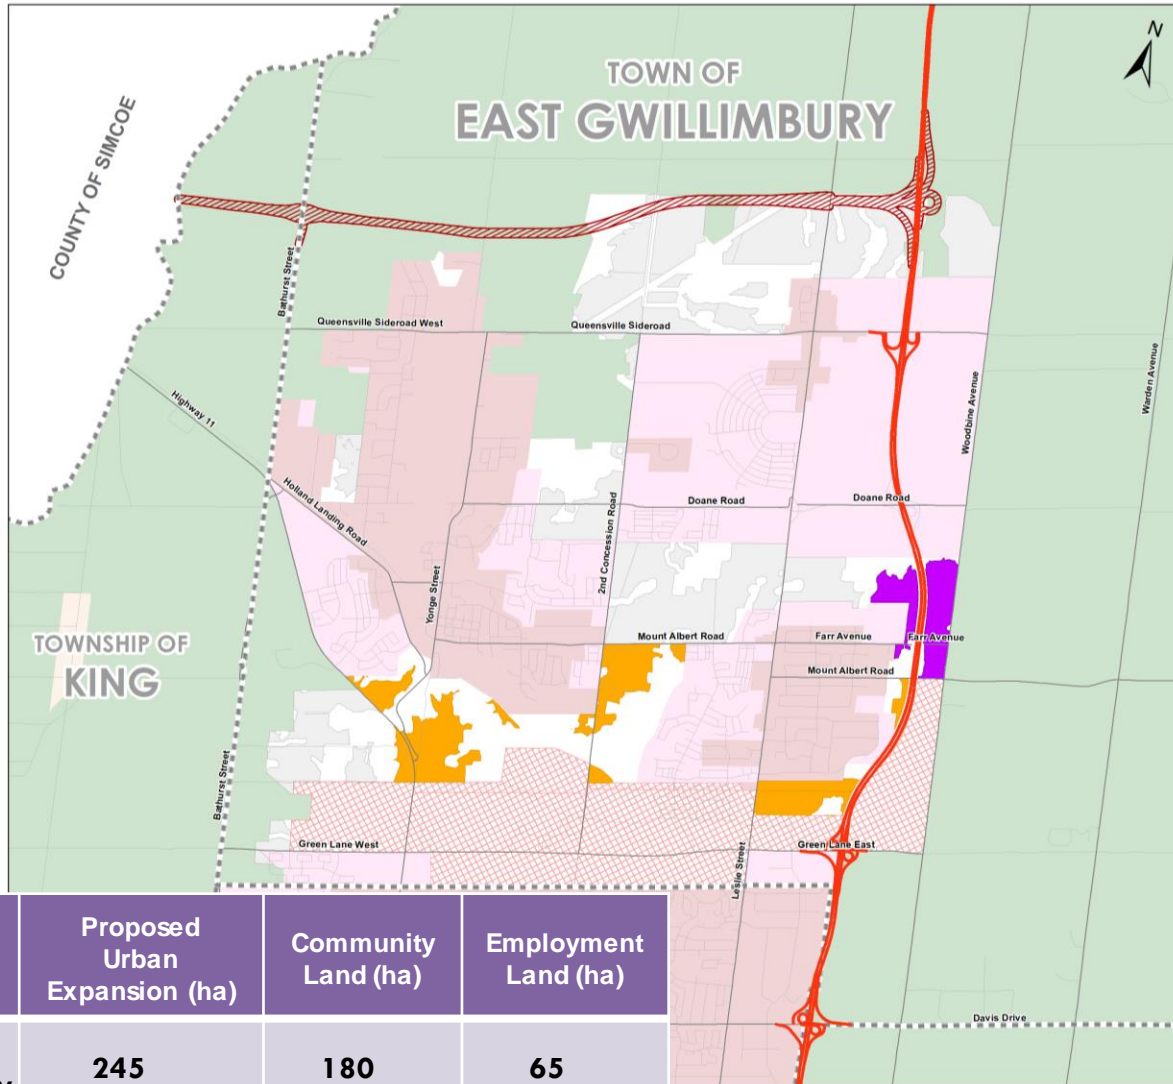 N
TOWN OF
EAST GWILLIMBURY
COUNTY OF SIMCOE
Bathurst Street
Queensville Sideroad West
Queensville Sideroad
Highway 11
Woodbine Avenue
Warden Avenue
Holland Landing Road
Doane Road
Doane Road
2nd Concession Road
Yonge Street
TOWNSHIP OF
KING
Mount Albert Road
Farr Avenue
Farr Avenue
Mount Albert Road
Bathurst Street
Green Lane West
Green Lane East
Leslie Street
Davis Drive
Proposed
Urban
Expansion (ha)
Community
Land (ha)
Employment
Land (ha)
245
180
65